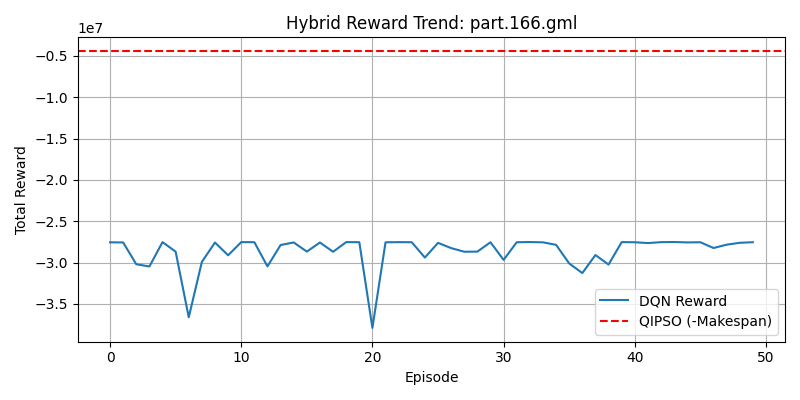 Hybrid Reward Trend: part.166.gml
1e7
−0.5
−1.0
−1.5
−2.0
−2.5
−3.0
−3.5
Total Reward
0
10
20
30
40
50
Episode
DQN Reward
QIPSO (-Makespan)